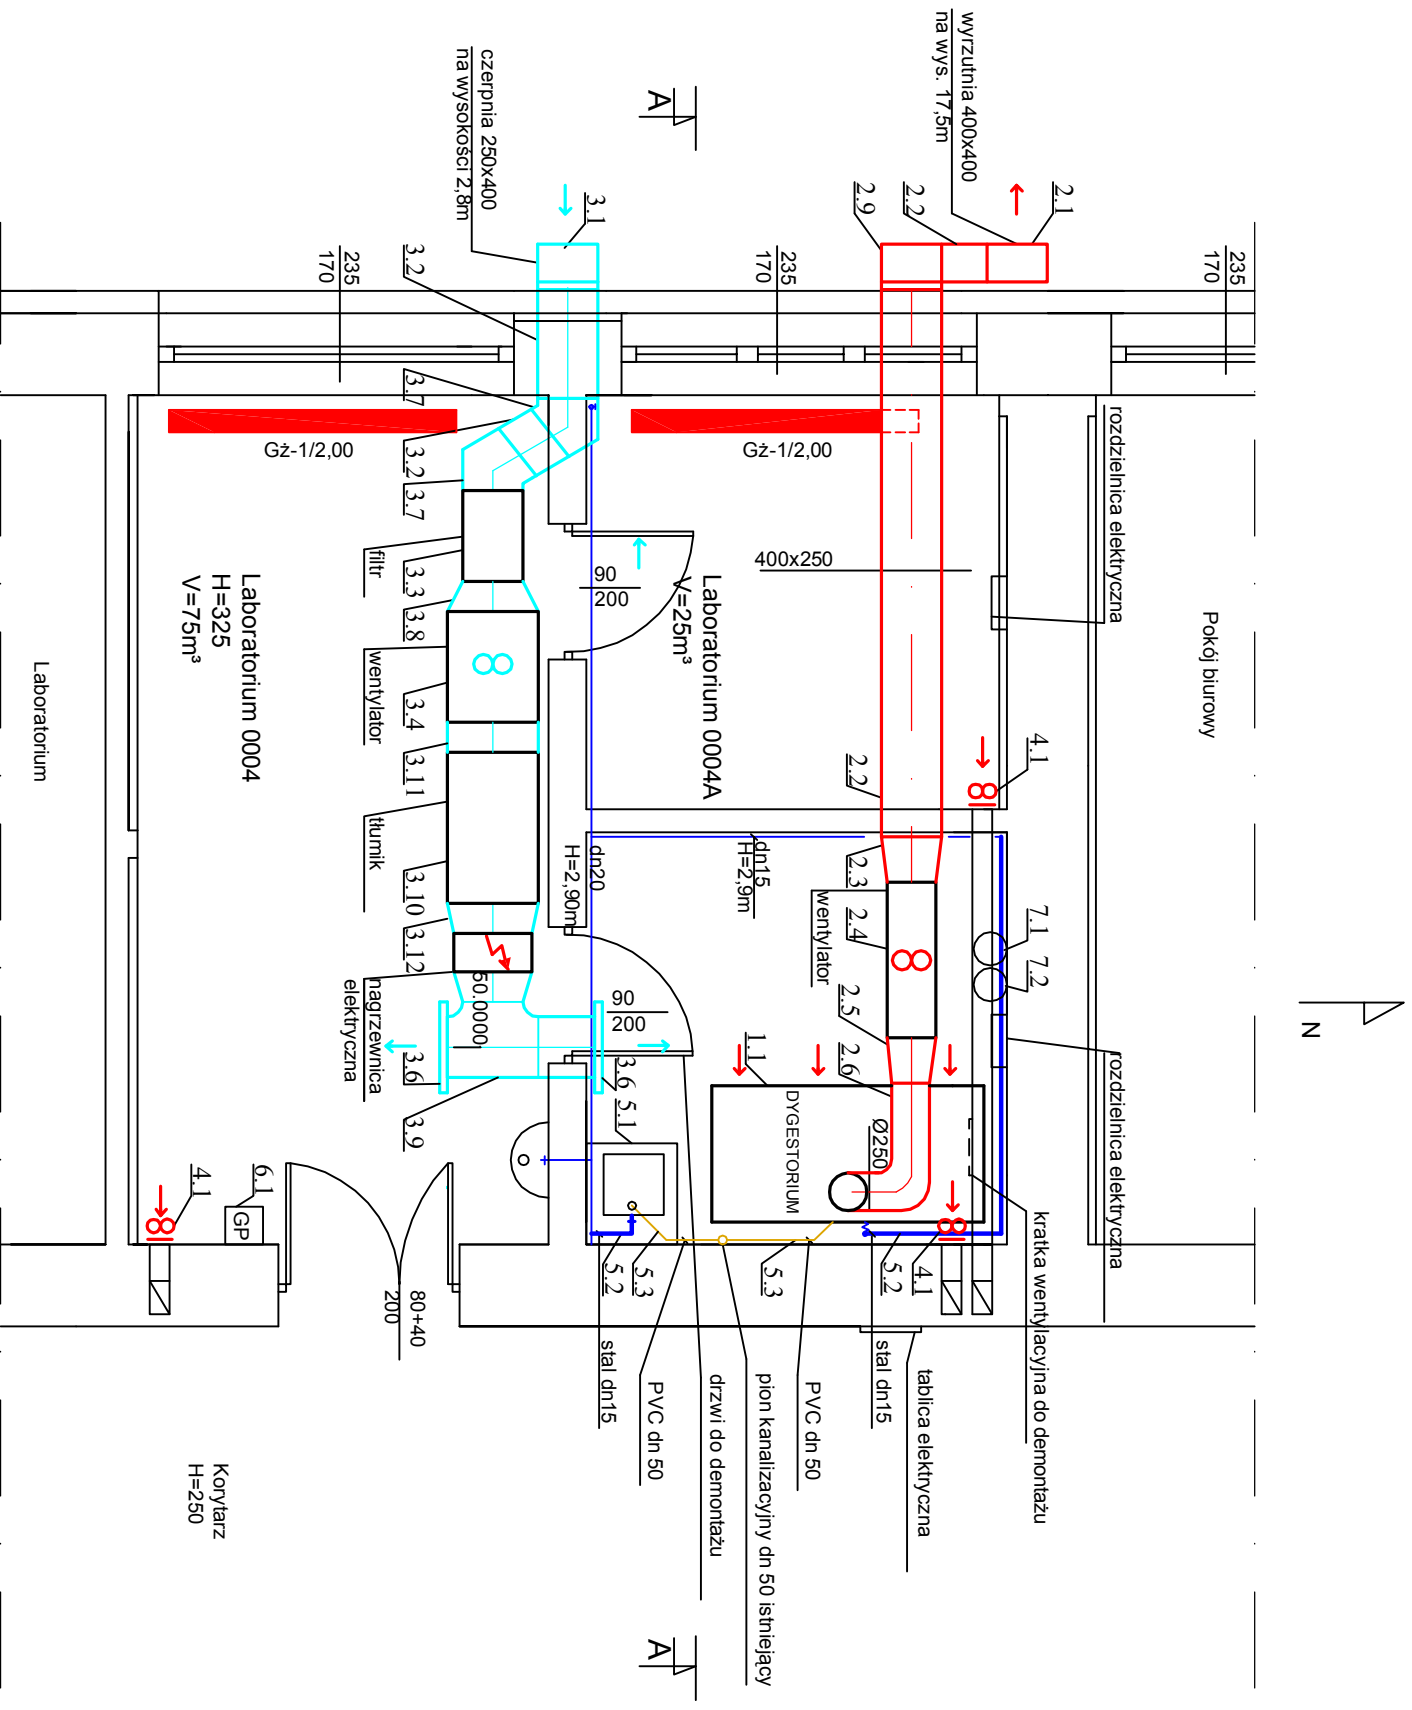 wyrzutnia 400x400
na wys. 17,5m
2.1
2.2
2.9
A
czerpnia 250x400
na wysokości 2,8m
3.1
3.2
235
170
235
170
235
170
3.7
3.2
3.7
Gż-1/2,00
Gż-1/2,00
rozdzielnica elektryczna
Pokój biurowy
400x250
90
200
Laboratorium 0004A
V=25m³
Laboratorium 0004
H=325
V=75m³
Laboratorium
filtr
3.3
3.8
wentylator
3.4
3.11
tłumik
3.10
3.12
nagrzewnica
elektryczna
50.0000
3.6
3.9
dn20
H=2,90m
dn15
H=2,9m
2.2
2.3
wentylator
2.4
2.5
2.6
4.1
7.1
7.2
N
rozdzielnica elektryczna
90
200
3.6
5.1
1.1
DYGESTORIUM
Ø250
kratka wentylacyjna do demontażu
4.1
6.1
GP
80+40
200
5.2
5.3
5.3
5.2
4.1
stal dn15
PVC dn 50
drzwi do demontażu
pion kanalizacyjny dn 50 istniejący
PVC dn 50
stal dn15
tablica elektryczna
Korytarz
H=250
A